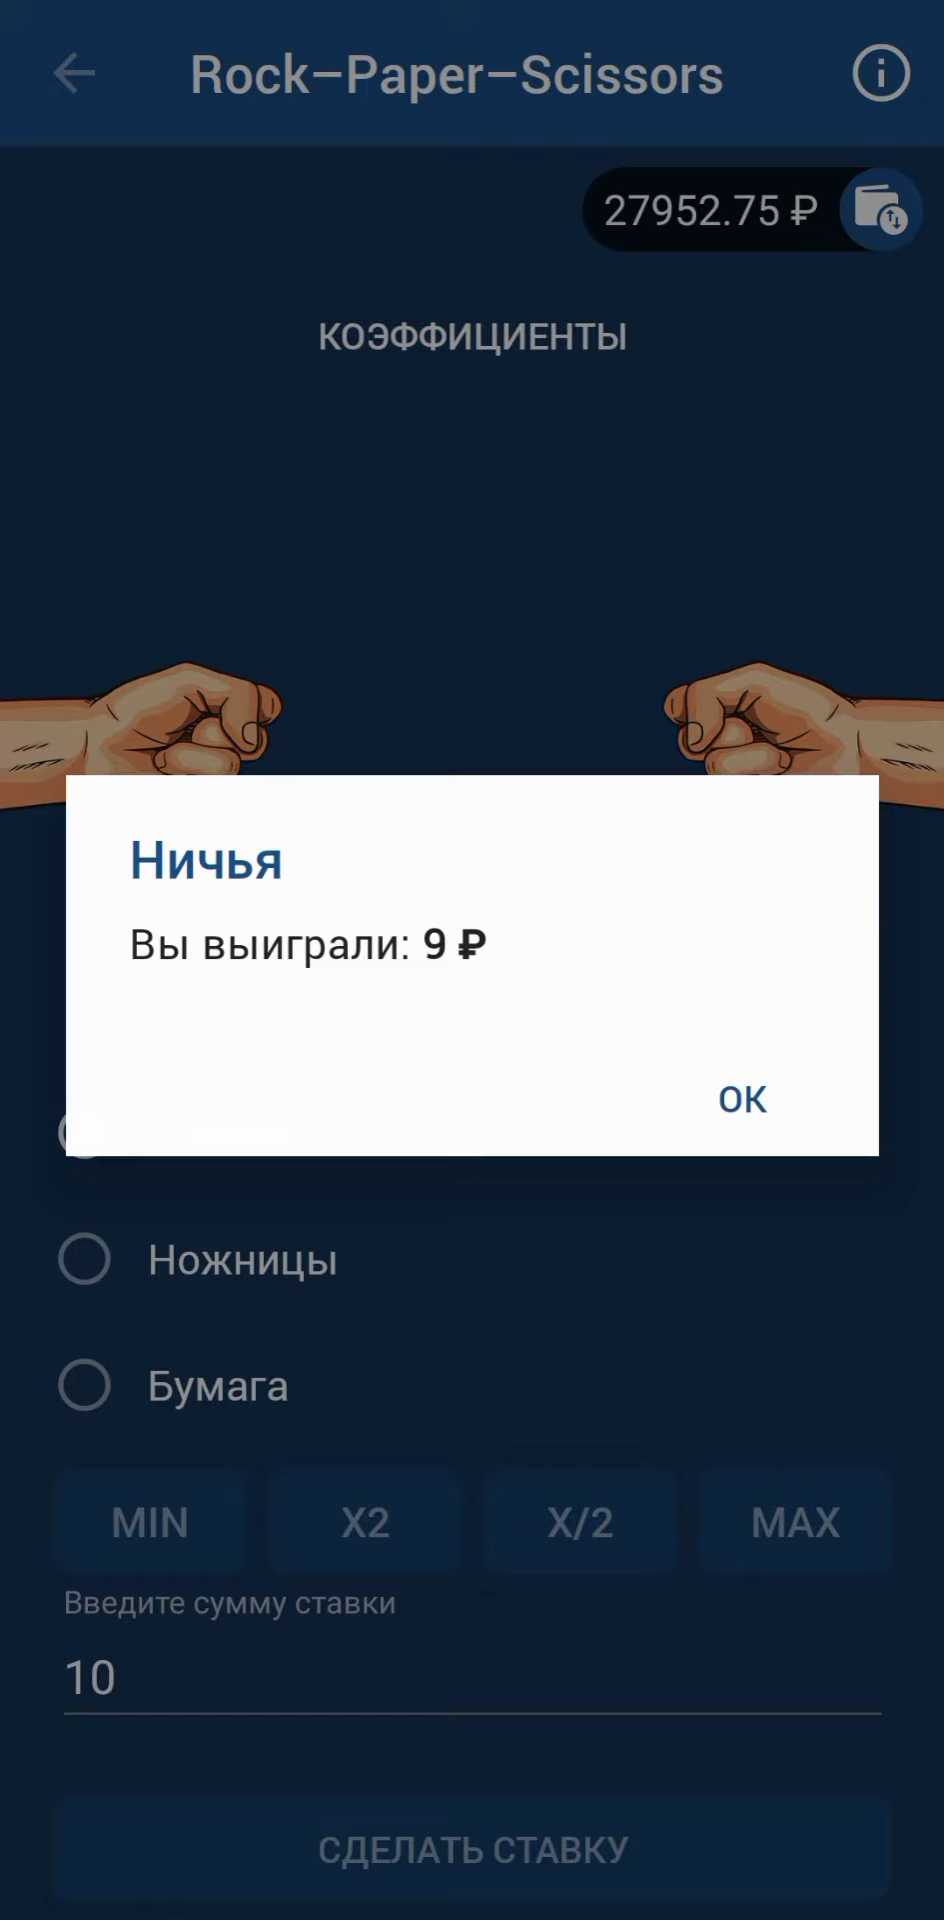 Rock–Paper–Scissors
27952.75 ₽
КОЭФФИЦИЕНТЫ
Ничья
Вы выиграли: 9 ₽
ОК
Ножницы
Бумага
MIN
X2
X/2
MAX
Введите сумму ставки
10
СДЕЛАТЬ СТАВКУ